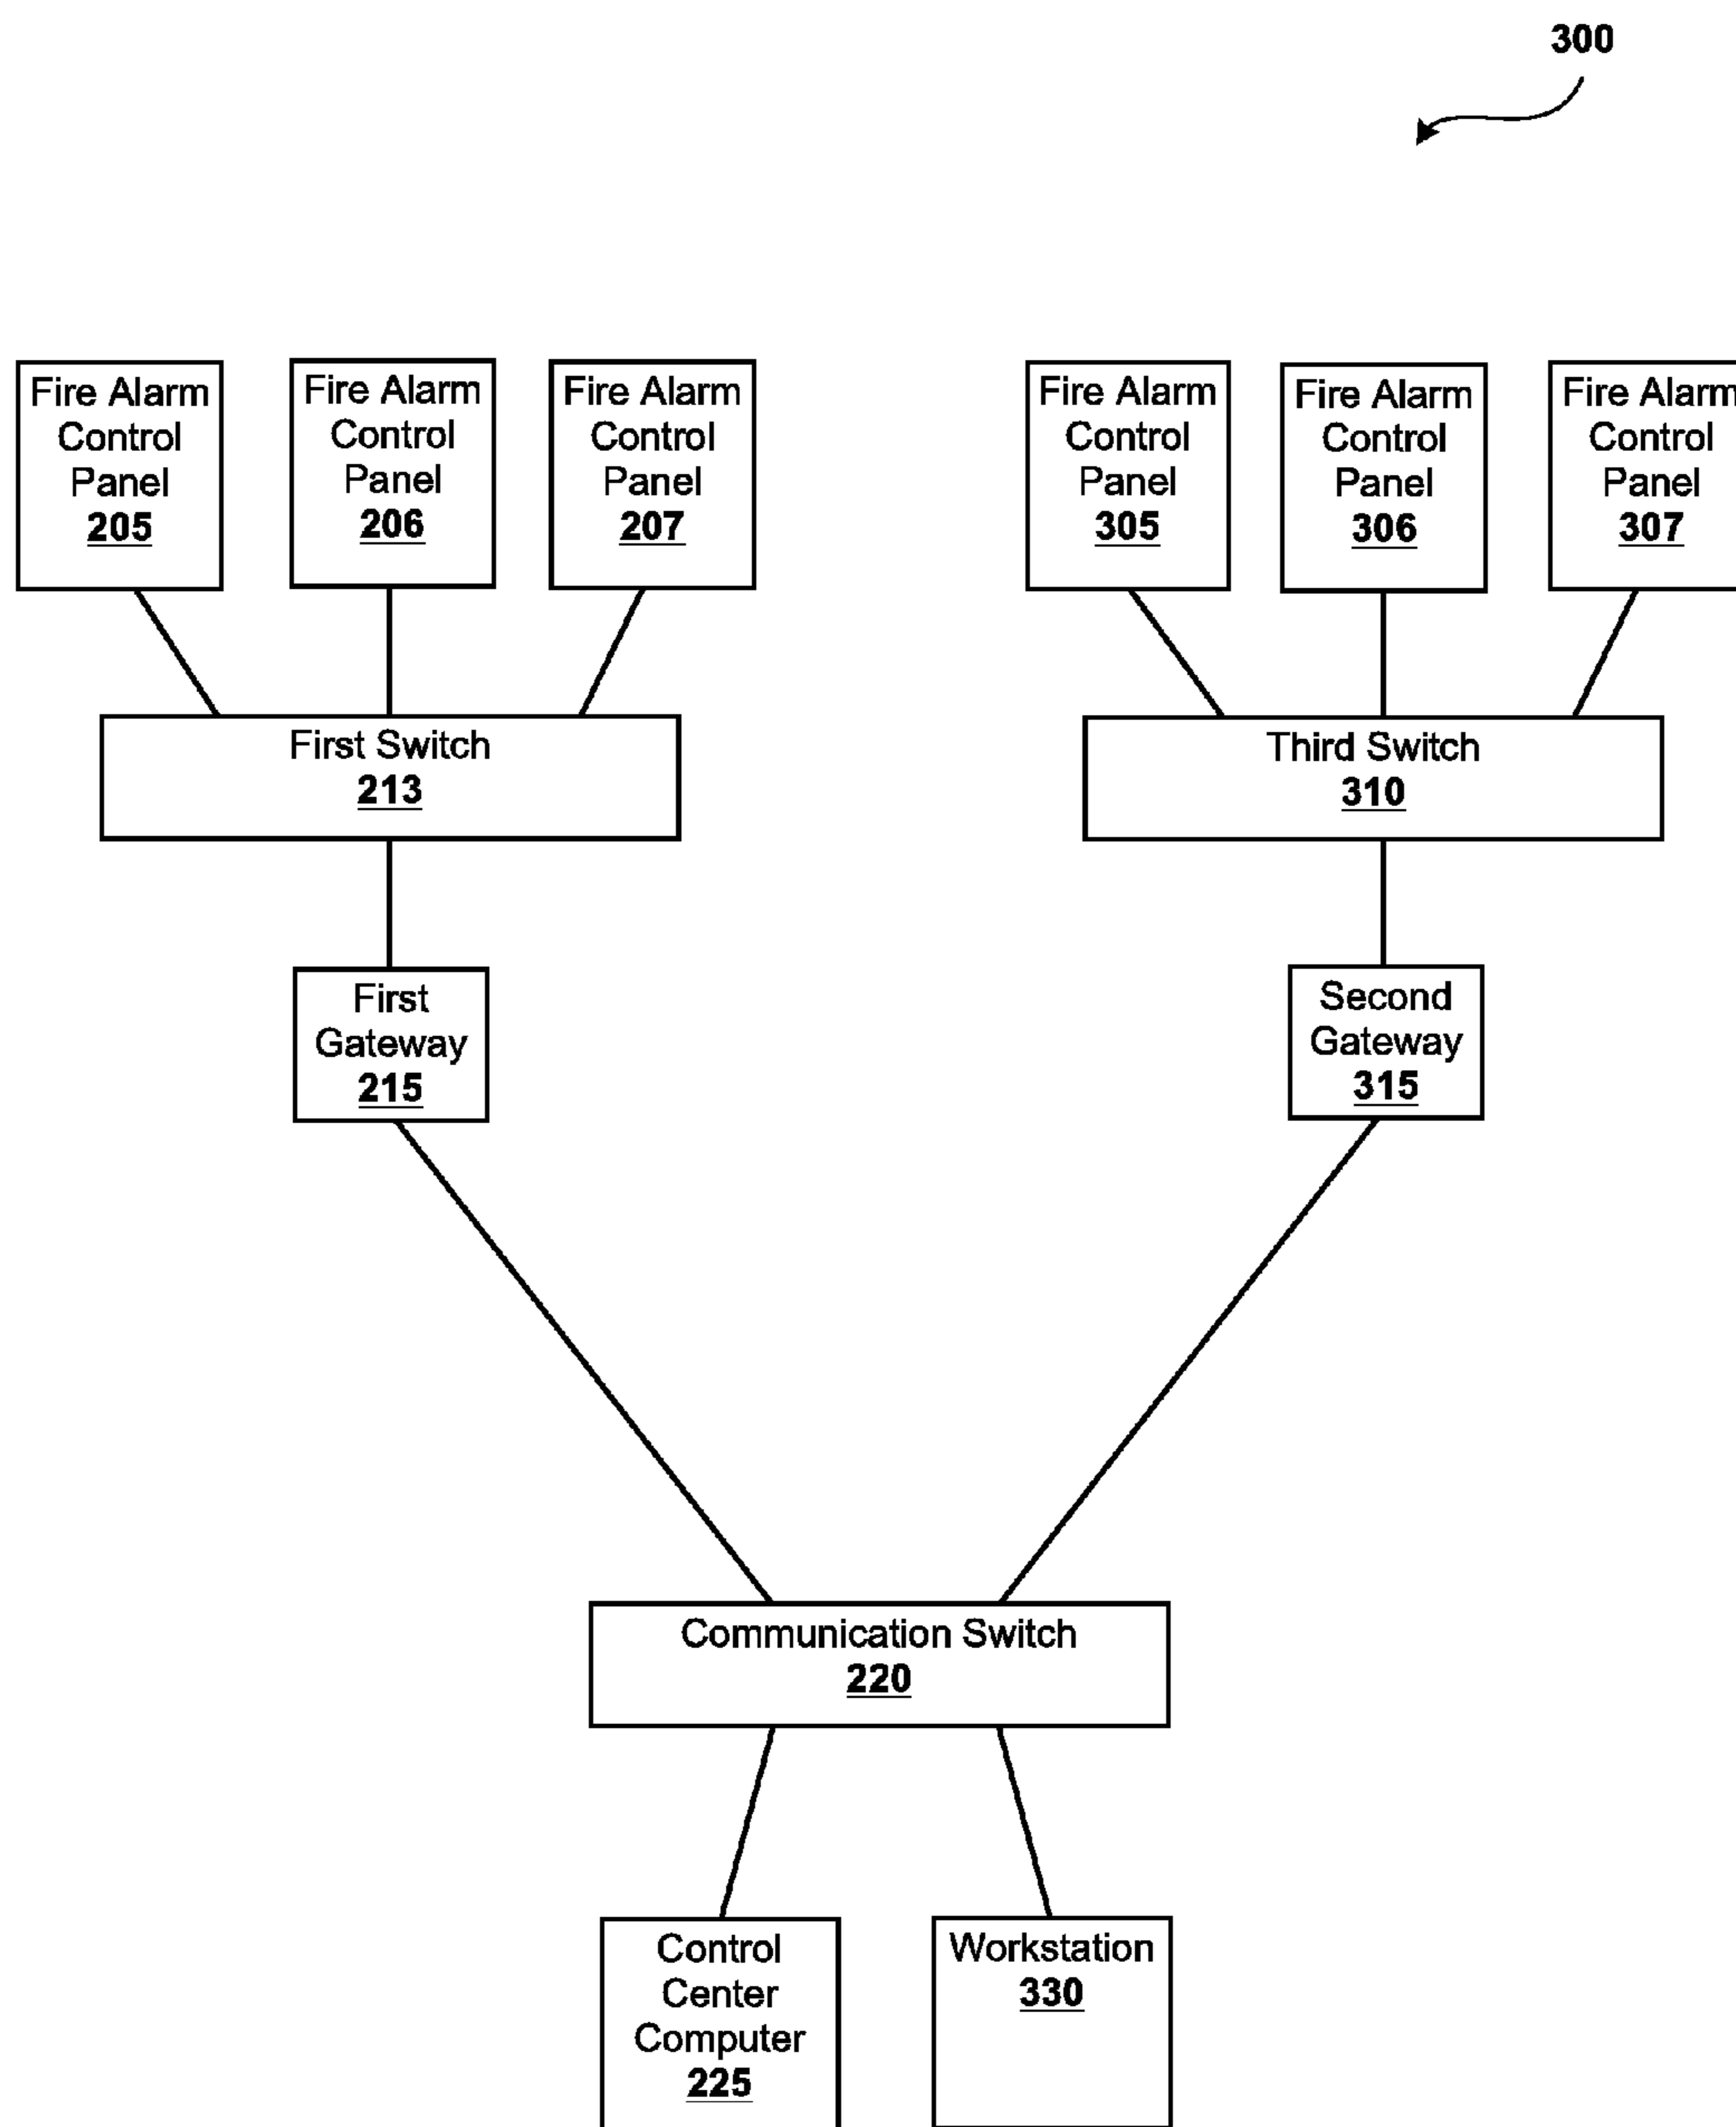 300
Fire Alarm
Control
Panel
205
Fire Alarm
Control
Panel
206
Fire Alarm
Control
Panel
207
Fire Alarm
Control
Panel
305
Fire Alarm
Control
Panel
306
Fire Alarm
Control
Panel
307
First Switch
213
Third Switch
310
First
Gateway
215
Second
Gateway
315
Communication Switch
220
Control
Center
Computer
225
Workstation
330